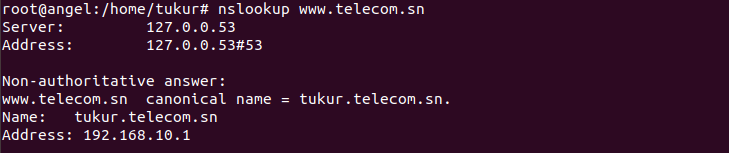 root@angel:/home/tukur# nslookup www.telecom.sn
Server:         127.0.0.53
Address:        127.0.0.53#53

Non-authoritative answer:
www.telecom.sn  canonical name = tukur.telecom.sn.
Name:   tukur.telecom.sn
Address: 192.168.10.1